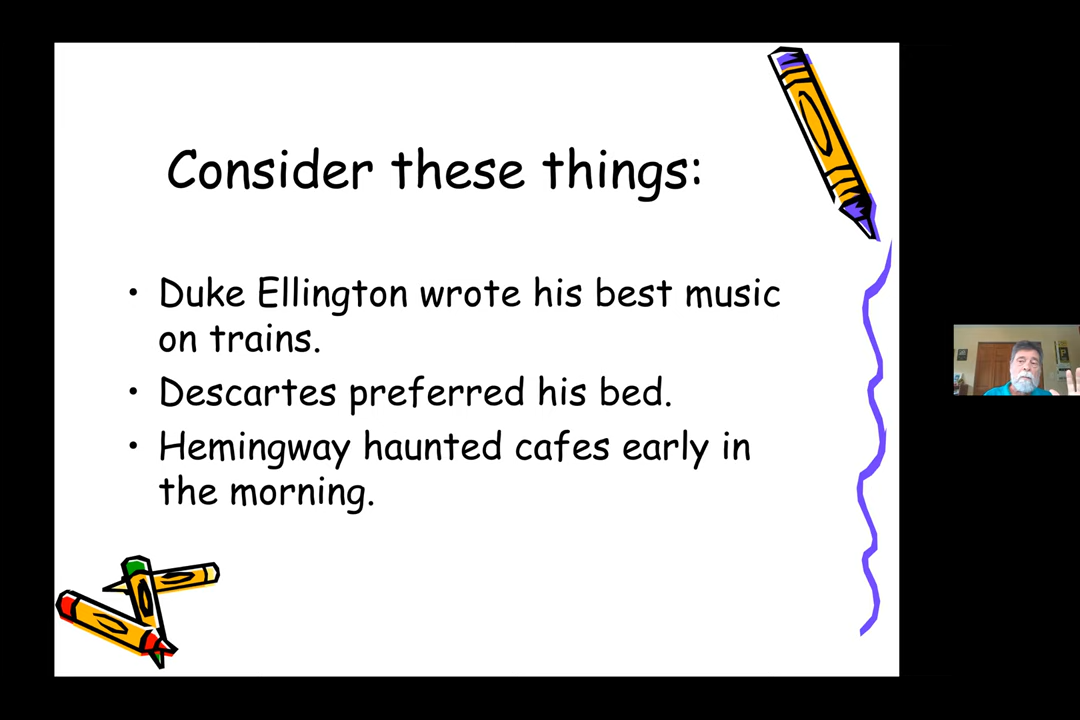 Consider these things:
• Duke Ellington wrote his best music
on trains.
• Descartes preferred his bed.
• Hemingway haunted cafes early in
the morning.